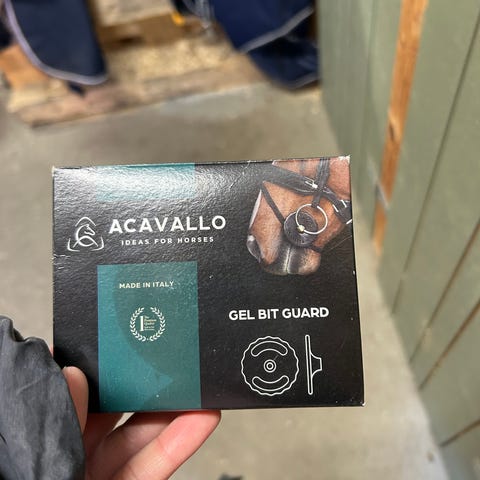 ACAVALLO
IDEAS FOR HORSES
MADE IN ITALY
GEL BIT GUARD